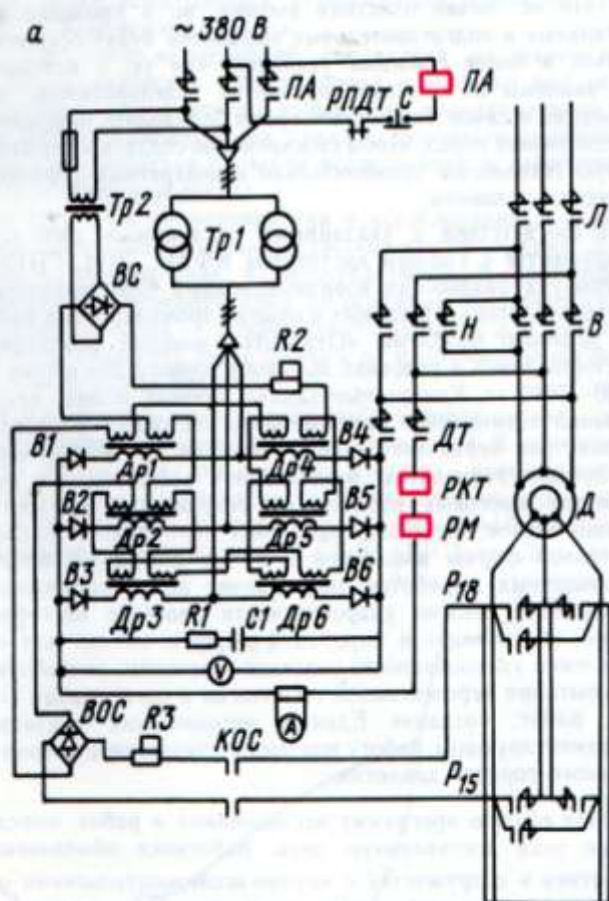 а
~ 380 В
ПА
ПА
РПДТ С
Тр2
Тр1
Л
ВС
Н
В
R2
В1
Др1
Др4
В4
ДТ
РКТ
В2
Др2
Др5
В5
РМ
Д
В3
Др3
R1
С1
Др6
В6
Р18
V
А
ВОС
R3
КОС
Р15